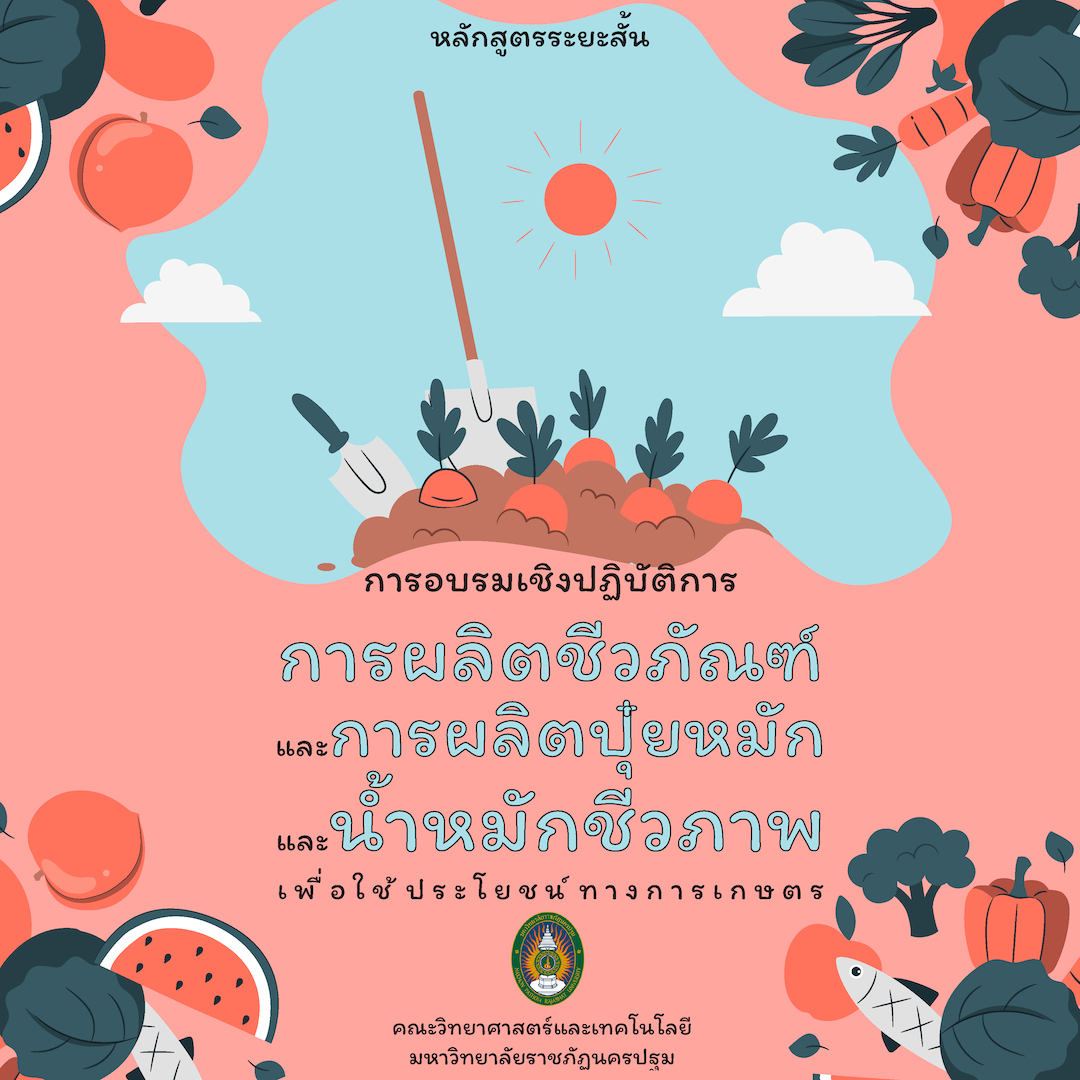 หลักสูตรระยะสั้น
การอบรมเชิงปฏิบัติการ
การผลิตชีวภัณฑ์
และการผลิตปุ๋ยหมัก
และน้ำหมักชีวภาพ
เพื่อใช้ประโยชน์ทางการเกษตร
คณะวิทยาศาสตร์และเทคโนโลยี
มหาวิทยาลัยราชภัฏนครปฐม